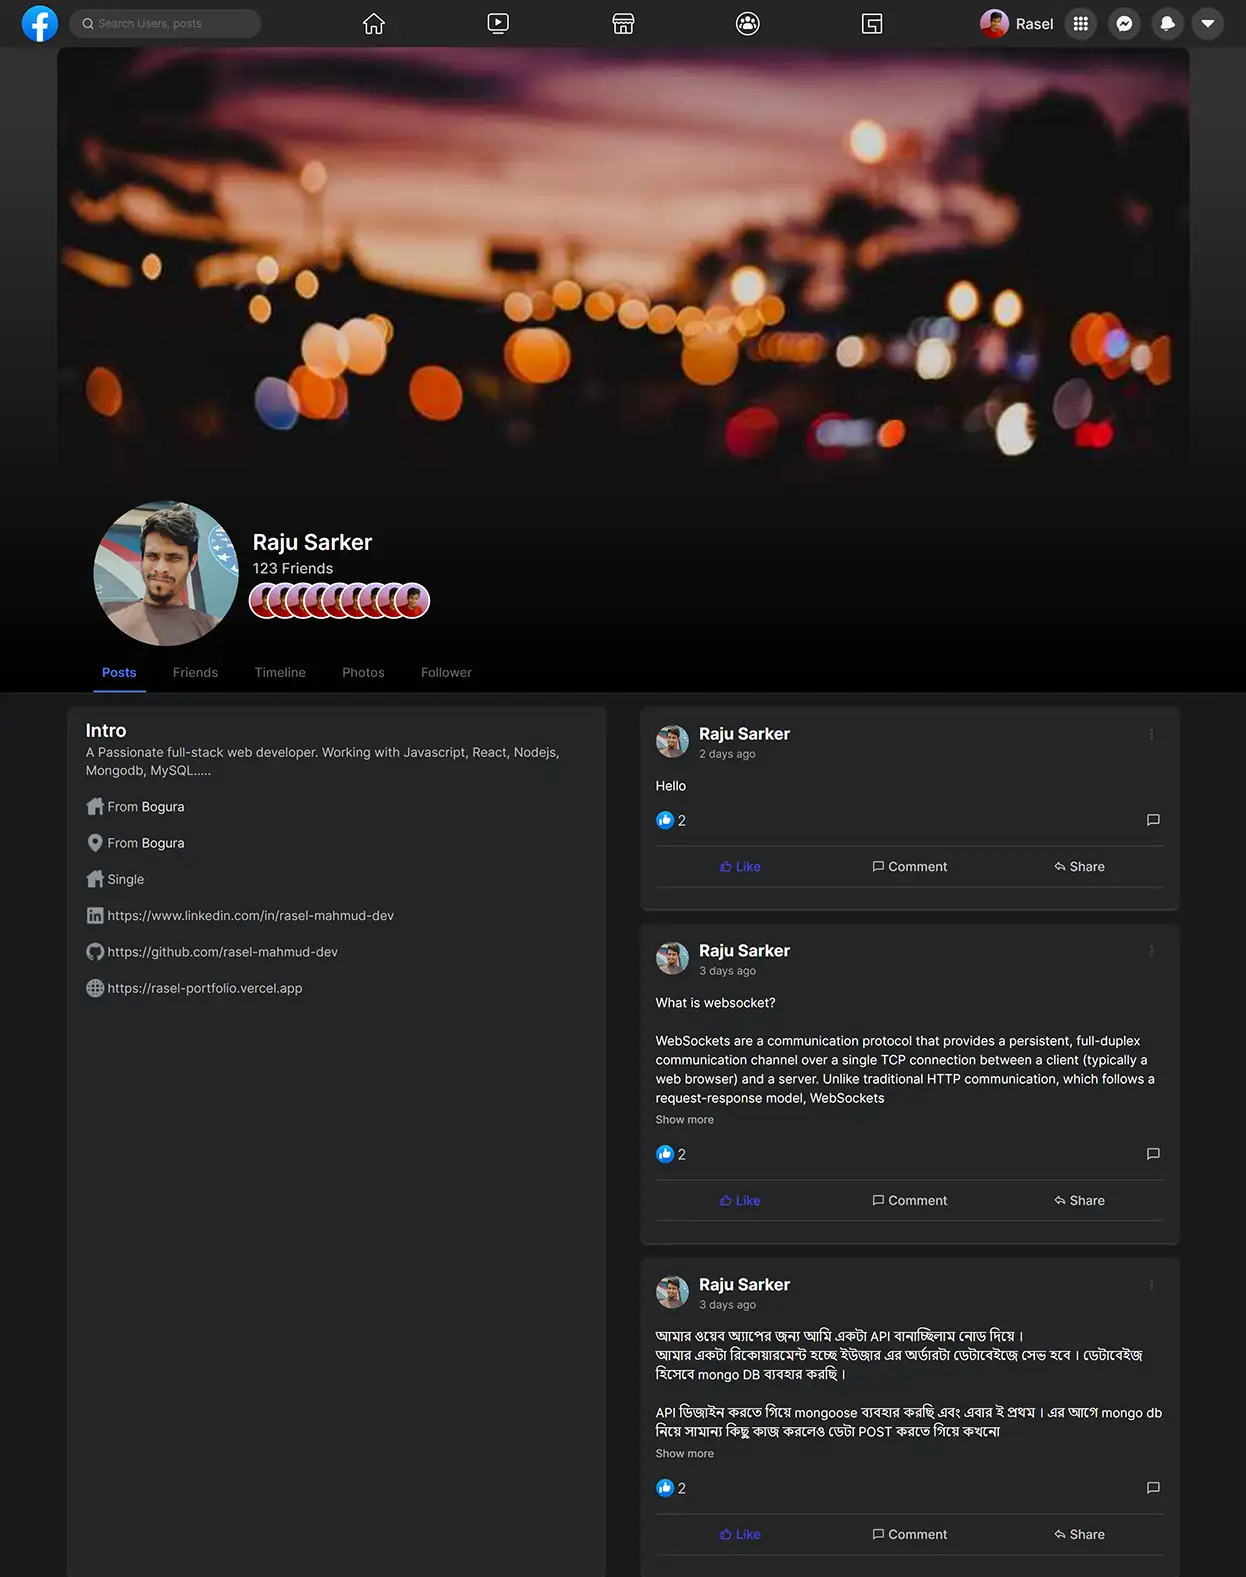 Search Users, posts
Rasel
Raju Sarker
123 Friends
Posts
Friends
Timeline
Photos
Follower
Intro
A Passionate full-stack web developer. Working with Javascript, React, Nodejs,
Mongodb, MySQL.....
From Bogura
From Bogura
Single
https://www.linkedin.com/in/rasel-mahmud-dev
https://github.com/rasel-mahmud-dev
https://rasel-portfolio.vercel.app
Raju Sarker
2 days ago
Hello
2
Like
Comment
Share
Raju Sarker
3 days ago
What is websocket?
WebSockets are a communication protocol that provides a persistent, full-duplex
communication channel over a single TCP connection between a client (typically a
web browser) and a server. Unlike traditional HTTP communication, which follows a
request-response model, WebSockets
Show more
2
Like
Comment
Share
Raju Sarker
3 days ago
আমার ওয়েব অ্যাপের জন্য আমি একটা API বানাচ্ছিলাম নোড দিয়ে ।
আমার একটা রিকোয়ারমেন্ট হচ্ছে ইউজার এর অর্ডারটা ডেটাবেইজে সেভ হবে । ডেটাবেইজ
হিসেবে mongo DB ব্যবহার করছি ।
API ডিজাইন করতে গিয়ে mongoose ব্যবহার করছি এবং এবার ই প্রথম । এর আগে mongo db
নিয়ে সামান্য কিছু কাজ করলেও ডেটা POST করতে গিয়ে কখনো
Show more
2
Like
Comment
Share